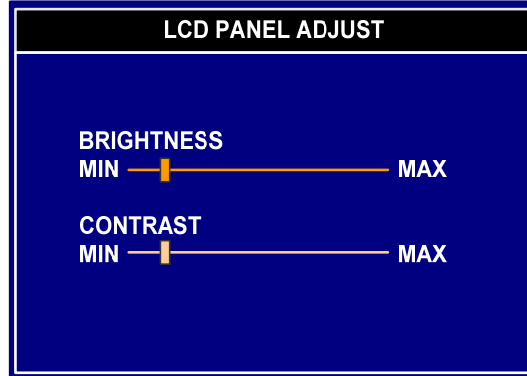 LCD PANEL ADJUST
BRIGHTNESS
MIN MAX
CONTRAST
MIN MAX